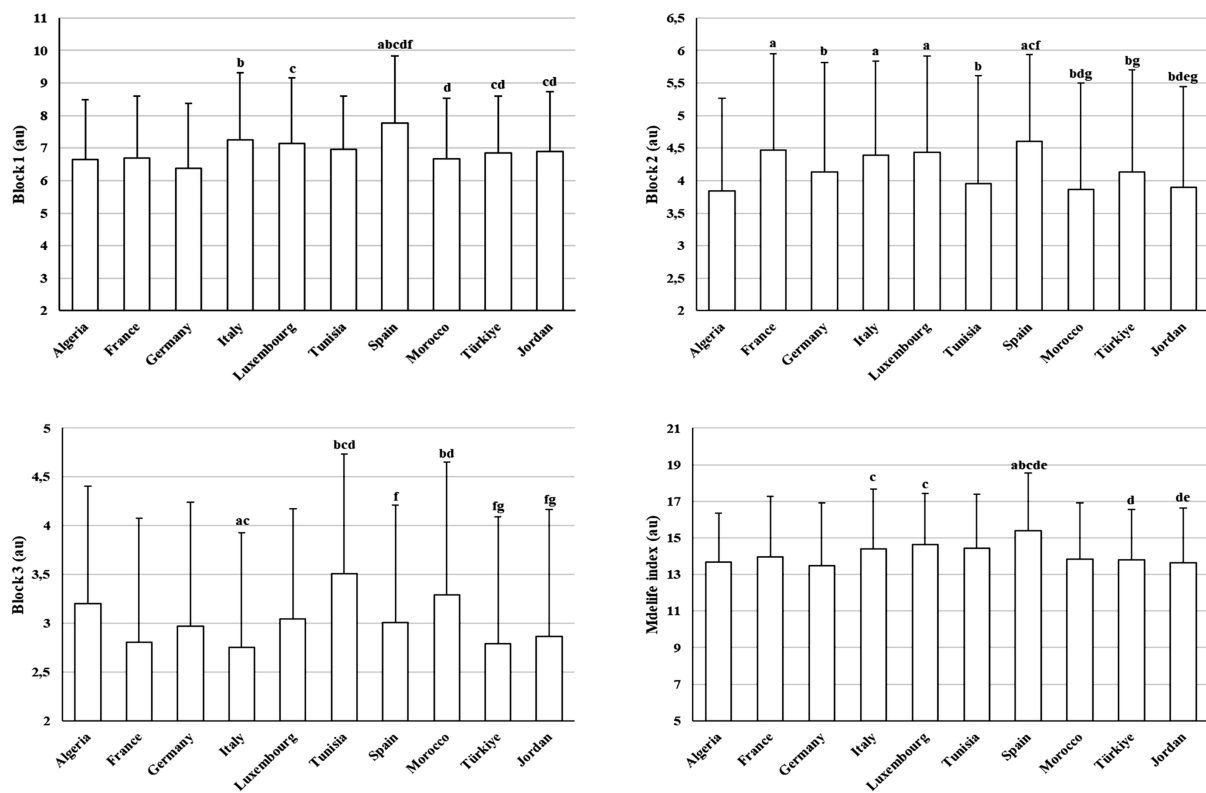 Block 1 (au)
11
10
9
8
7
6
5
4
3
2
b
c
abcdf
d
cd
cd
Algeria
France
Germany
Italy
Luxembourg
Tunisia
Spain
Morocco
Türkiye
Jordan
Block 2 (au)
6,5
6
5,5
5
4,5
4
3,5
3
2,5
2
a
b
a
a
b
acf
bdg
bg
bdeg
Algeria
France
Germany
Italy
Luxembourg
Tunisia
Spain
Morocco
Türkiye
Jordan
Block 3 (au)
5
4,5
4
3,5
3
2,5
2
ac
bcd
f
bd
fg
fg
Algeria
France
Germany
Italy
Luxembourg
Tunisia
Spain
Morocco
Türkiye
Jordan
Mdelife index (au)
21
19
17
15
13
11
9
7
5
c
c
abcde
d
de
Algeria
France
Germany
Italy
Luxembourg
Tunisia
Spain
Morocco
Türkiye
Jordan